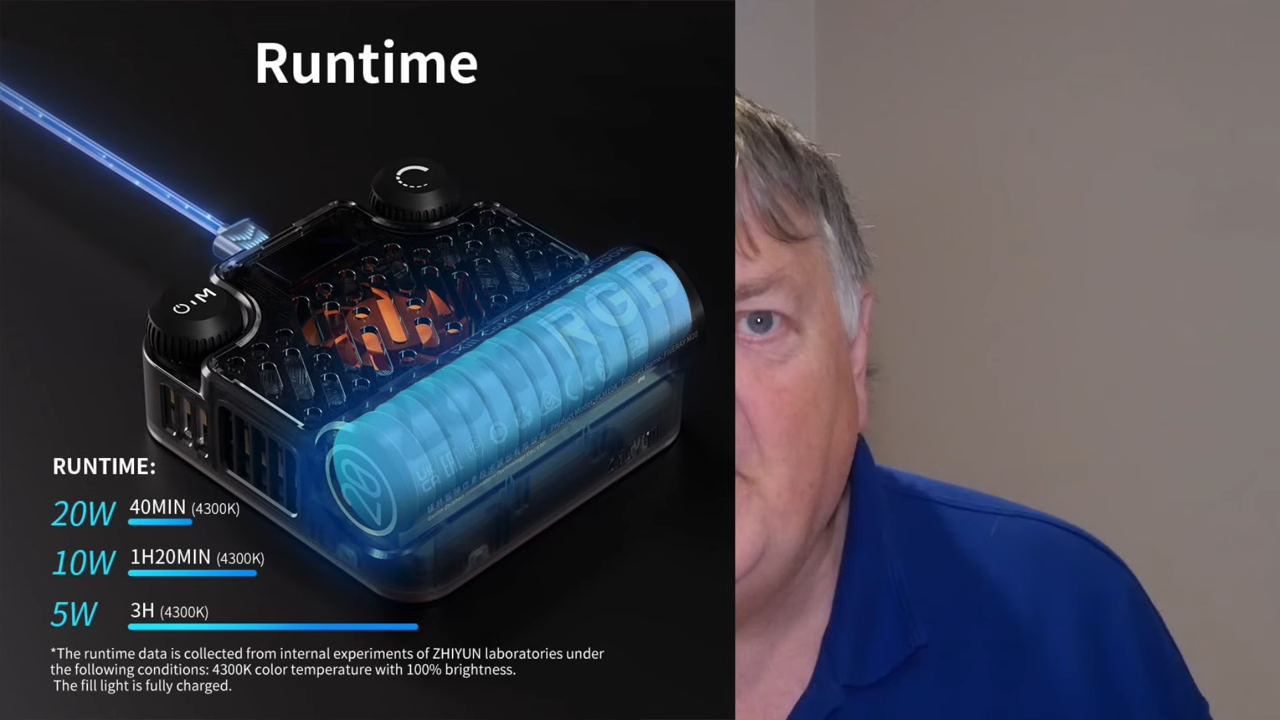 Runtime
M
RGB
20
RUNTIME:
20W 40MIN (4300K)
10W 1H20MIN (4300K)
5W 3H (4300K)
*The runtime data is collected from internal experiments of ZHIYUN laboratories under
the following conditions: 4300K color temperature with 100% brightness.
The fill light is fully charged.